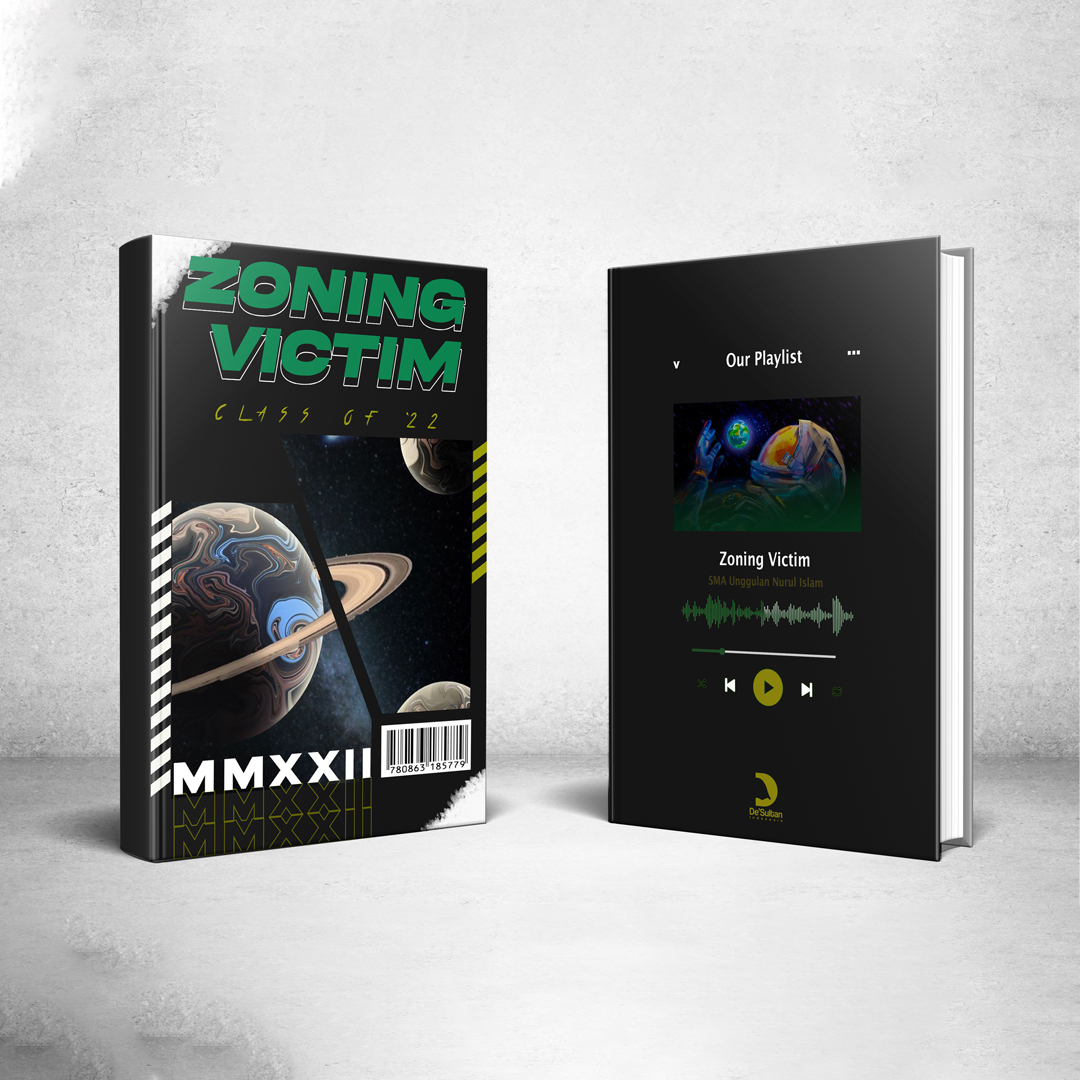 ZONING
VICTIM
CLASS OF '22
MMXXII
MMXXII
MMXXII
780863 185779
v
Our Playlist
Zoning Victim
SMA Unggulan Nurul Islam
De'Sultan